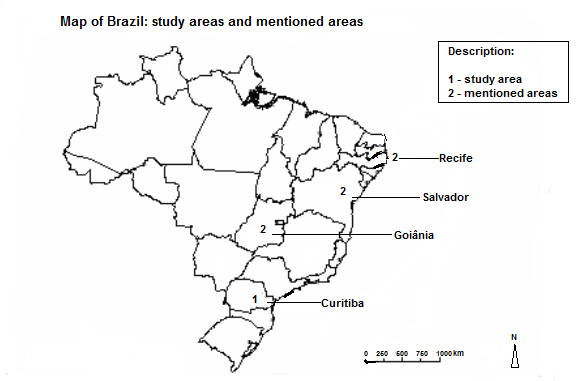 Map of Brazil: study areas and mentioned areas
Description:
1 - study area
2 - mentioned areas
2 Recife
2 Salvador
2 Goiânia
1 Curitiba
N
0 250 500 750 1000 km